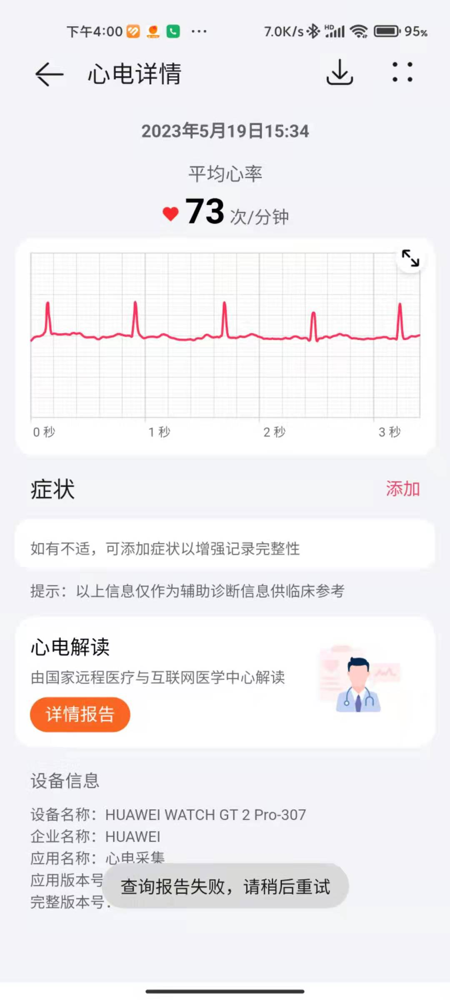 下午4:00 ... 7.0K/s HD 95%
心电详情
2023年5月19日15:34
平均心率
73 次/分钟
0 秒 1 秒 2 秒 3 秒
症状 添加
如有不适，可添加症状以增强记录完整性
提示：以上信息仅作为辅助诊断信息供临床参考
心电解读
由国家远程医疗与互联网医学中心解读
详情报告
设备信息
设备名称：HUAWEI WATCH GT 2 Pro-307
企业名称：HUAWEI
应用名称：心电采集
应用版本号
完整版本号：
查询报告失败，请稍后重试